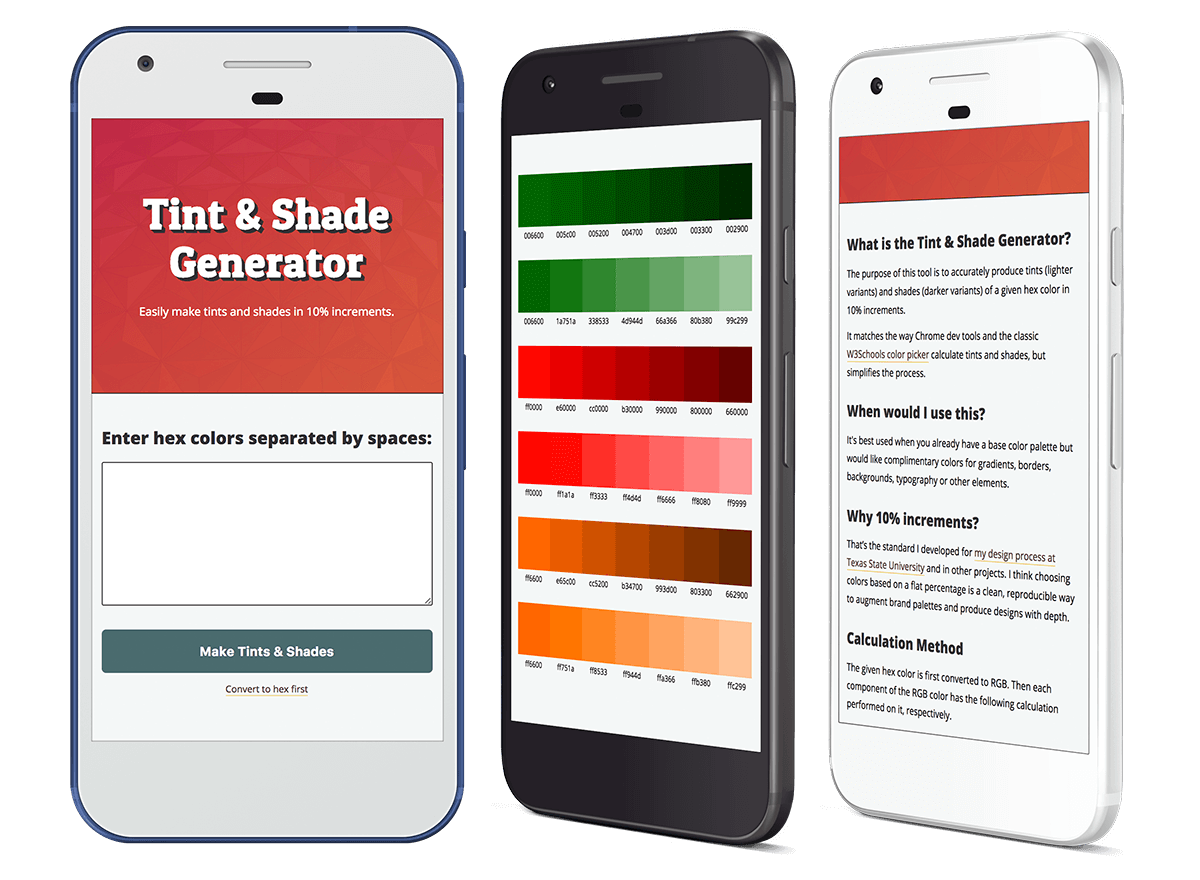 Tint & Shade
Generator
Easily make tints and shades in 10% increments.
Enter hex colors separated by spaces:
Make Tints & Shades
Convert to hex first
006600 005c00 005200 004700 003d00 003300 002900
006600 1a751a 338533 4d944d 66a366 80b380 99c299
ff0000 e60000 cc0000 b30000 990000 800000 660000
ff0000 ff1a1a ff3333 ff4d4d ff6666 ff8080 ff9999
ff6600 e65c00 cc5200 b34700 993d00 803300 662900
ff6600 ff751a ff8533 ff944d ffa366 ffb380 ffc299
What is the Tint & Shade Generator?
The purpose of this tool is to accurately produce tints (lighter
variants) and shades (darker variants) of a given hex color in
10% increments.
It matches the way Chrome dev tools and the classic
W3Schools color picker calculate tints and shades, but
simplifies the process.
When would I use this?
It's best used when you already have a base color palette but
would like complimentary colors for gradients, borders,
backgrounds, typography or other elements.
Why 10% increments?
That's the standard I developed for my design process at
Texas State University and in other projects. I think choosing
colors based on a flat percentage is a clean, reproducible way
to augment brand palettes and produce designs with depth.
Calculation Method
The given hex color is first converted to RGB. Then each
component of the RGB color has the following calculation
performed on it, respectively.